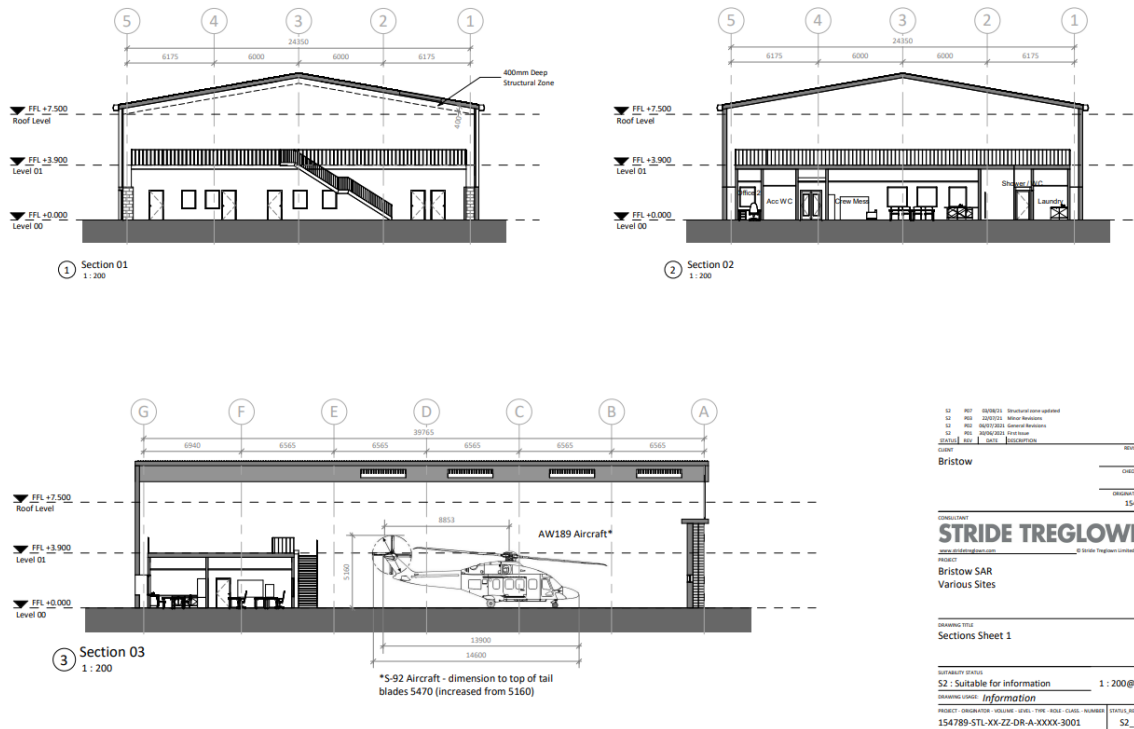 5 4 3 2 1
24350
6175 6000 6000 6175
400mm Deep
Structural Zone
FFL +7.500
Roof Level
400
FFL +3.900
Level 01
FFL +0.000
Level 00
1 Section 01
1 : 200
5 4 3 2 1
24350
6175 6000 6000 6175
FFL +7.500
Roof Level
FFL +3.900
Level 01
Office 2
Acc WC
Crew Mess
Shower / WC
Laundry
FFL +0.000
Level 00
2 Section 02
1 : 200
G F E D C B A
39765
6940 6565 6565 6565 6565 6565
FFL +7.500
Roof Level
8853
AW189 Aircraft*
FFL +3.900
Level 01
5160
FFL +0.000
Level 00
13900
14600
3 Section 03
1 : 200
*S-92 Aircraft - dimension to top of tail
blades 5470 (increased from 5160)
S2 P07 03/08/21 Structural zone updated
S2 P03 22/07/21 Minor Revisions
S2 P02 06/07/2021 General Revisions
S2 P01 30/06/2021 First Issue
STATUS REV DATE DESCRIPTION
CLIENT
Bristow
CONSULTANT
STRIDE TREGLOW
www.stridetreglown.com © Stride Treglown Limited
PROJECT
Bristow SAR
Various Sites
DRAWING TITLE
Sections Sheet 1
SUITABILITY STATUS
S2 : Suitable for information 1 : 200@
DRAWING USAGE: Information
PROJECT - ORIGINATOR - VOLUME - LEVEL - TYPE - ROLE - CLASS. - NUMBER
154789-STL-XX-ZZ-DR-A-XXXX-3001 S2_